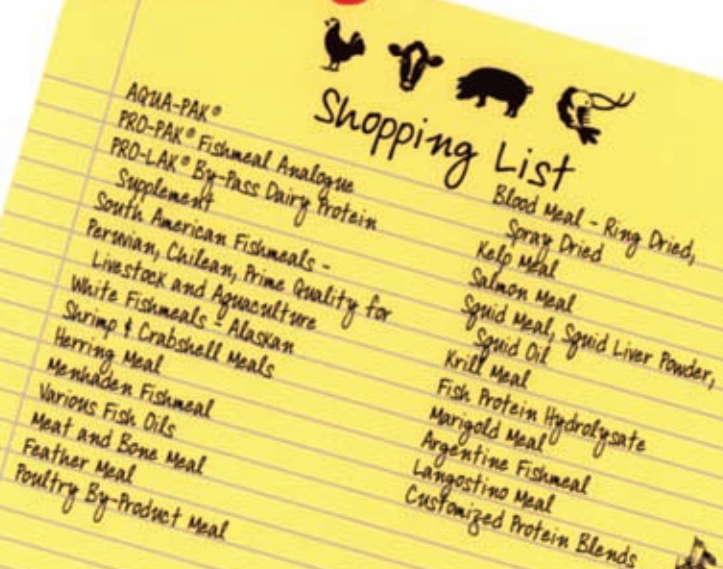 Shopping List
AQUA-PAK®
PRO-PAK® Fishmeal Analogue
PRO-LAK® By-Pass Dairy Protein
Supplement
South American Fishmeals -
Peruvian, Chilean, Prime Quality for
Livestock and Aquaculture
White Fishmeals - Alaskan
Shrimp & Crabshell Meals
Herring Meal
Menhaden Fishmeal
Various Fish Oils
Meat and Bone Meal
Feather Meal
Poultry By-Product Meal
Blood Meal - Ring Dried,
Spray Dried
Kelp Meal
Salmon Meal
Squid Meal, Squid Liver Powder,
Squid Oil
Krill Meal
Fish Protein Hydrolysate
Marigold Meal
Argentine Fishmeal
Langostino Meal
Customized Protein Blends